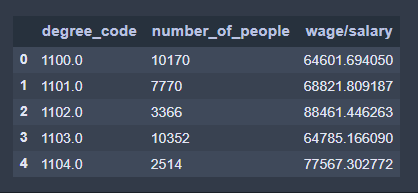 degree_code number_of_people wage/salary
0 1100.0 10170 64601.694050
1 1101.0 7770 68821.809187
2 1102.0 3366 88461.446263
3 1103.0 10352 64785.166090
4 1104.0 2514 77567.302772